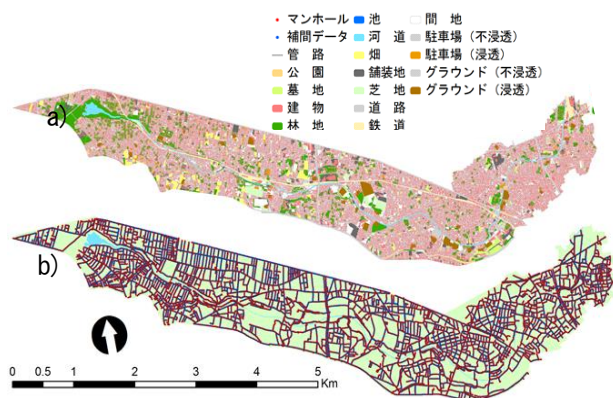 マンホール
補間データ
管路
公園
墓地
建物
林地
池
河道
畑
舗装地
芝地
道路
鉄道
間地
駐車場（不浸透）
駐車場（浸透）
グラウンド（不浸透）
グラウンド（浸透）
a)
b)
0 0.5 1 2 3 4 5
Km